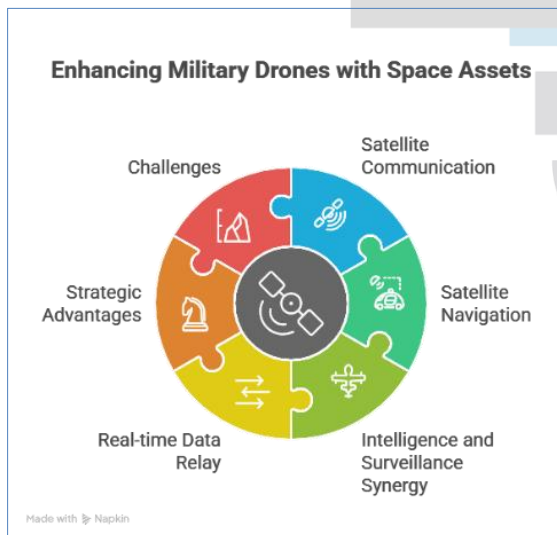 Enhancing Military Drones with Space Assets
Challenges
Satellite
Communication
Strategic
Advantages
Satellite
Navigation
Real-time Data
Relay
Intelligence and
Surveillance
Synergy
Made with Napkin